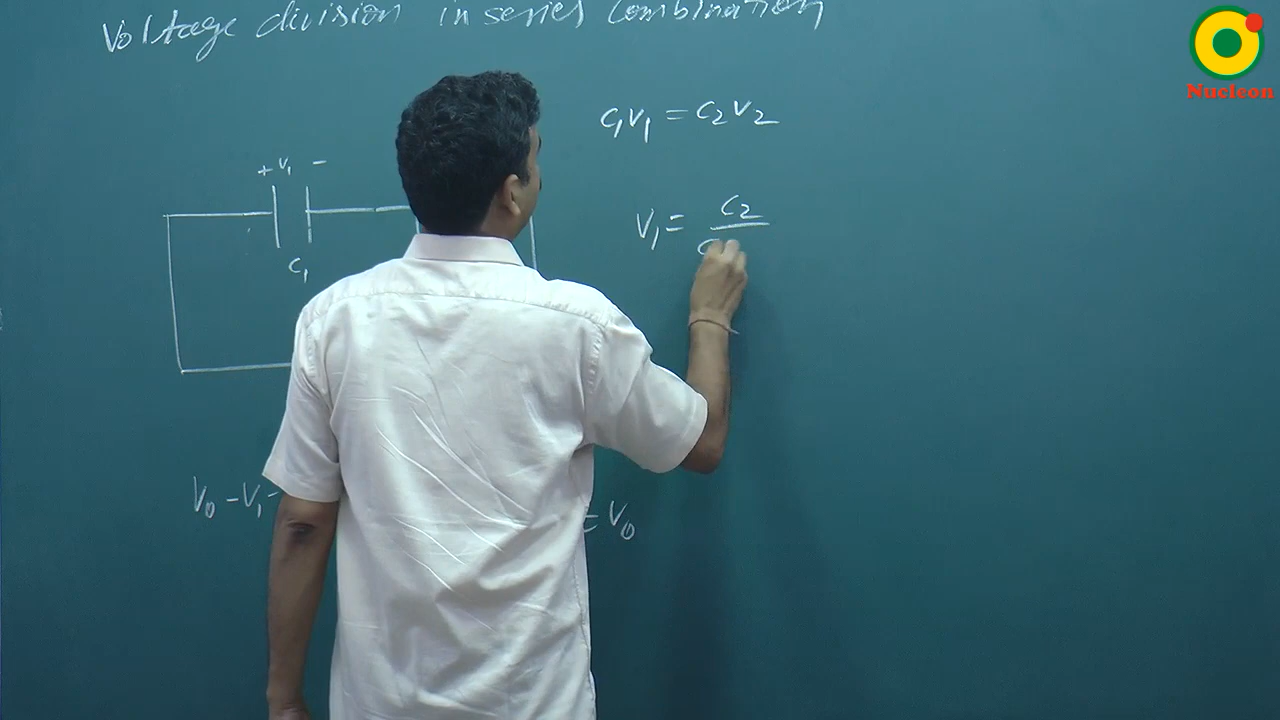 Voltage division in series combination
Nucleon
C₁V₁ = C₂V₂
+ V₁ −
V₁ = C₂
C₁
V₀ − V₁ −
= V₀